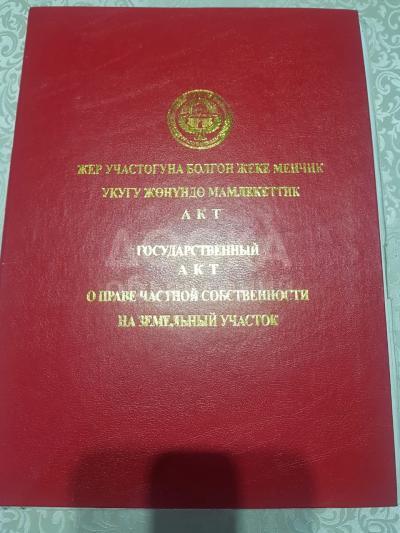 ЖЕР УЧАСТОГУНА БОЛГОН ЖЕКЕ МЕНЧИК
УКУГУ ЖӨНҮНДӨ МАМЛЕКЕТТИК
АКТ
ГОСУДАРСТВЕННЫЙ
АКТ
О ПРАВЕ ЧАСТНОЙ СОБСТВЕННОСТИ
НА ЗЕМЕЛЬНЫЙ УЧАСТОК